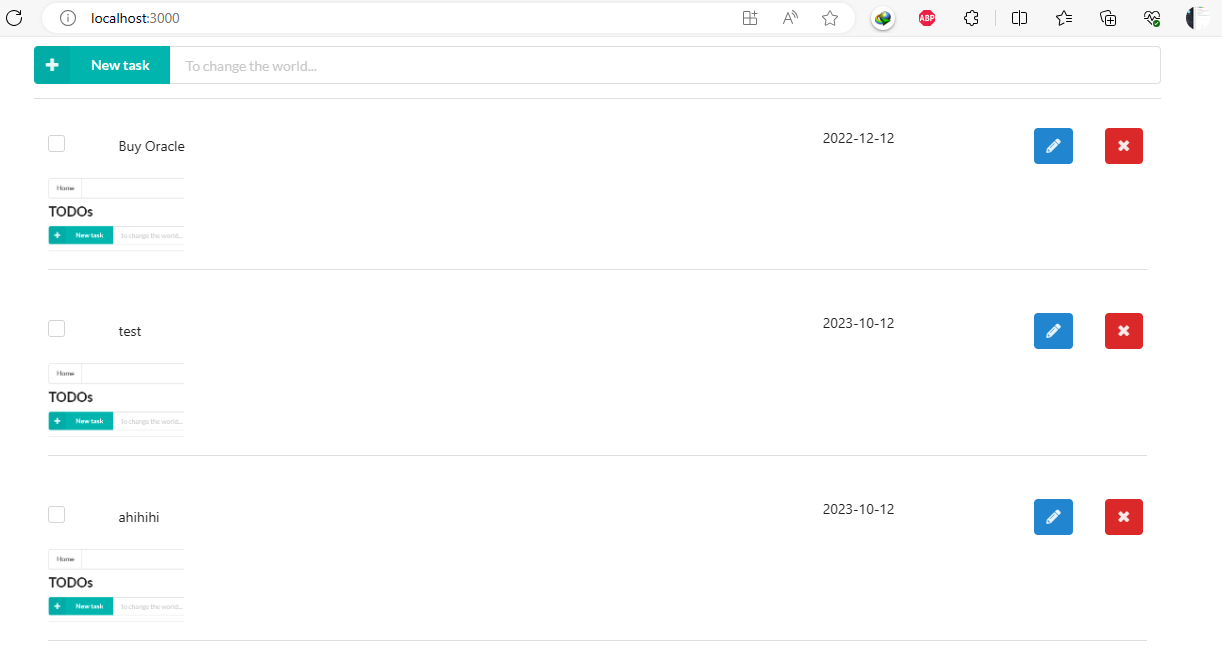 localhost:3000
ABP
New task To change the world...
Buy Oracle 2022-12-12
Home
TODOs
New task To change the world...
test 2023-10-12
Home
TODOs
New task To change the world...
ahihihi 2023-10-12
Home
TODOs
New task To change the world...